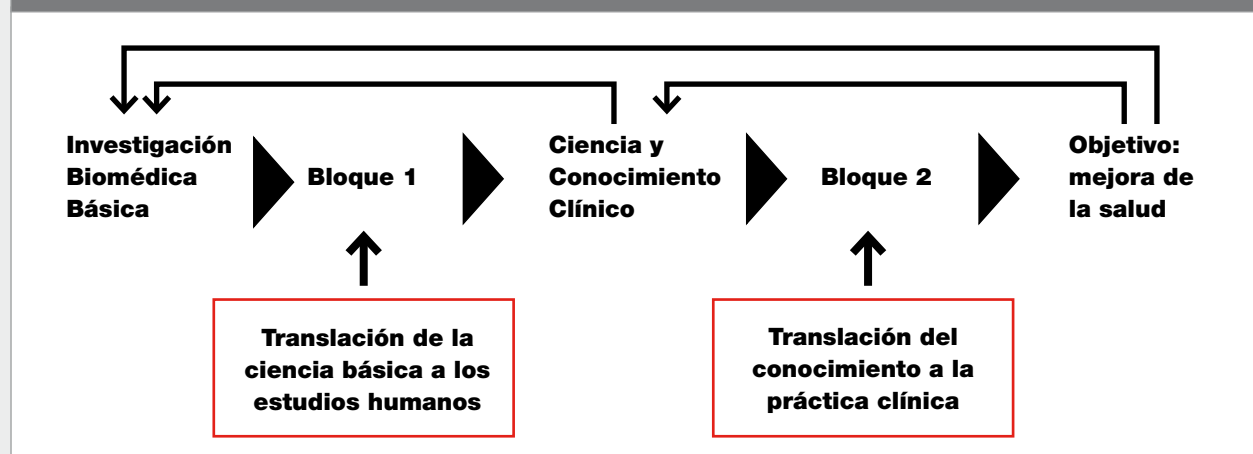 Investigación
Biomédica
Básica
Bloque 1
Ciencia y
Conocimiento
Clínico
Bloque 2
Objetivo:
mejora de
la salud
Translación de la
ciencia básica a los
estudios humanos
Translación del
conocimiento a la
práctica clínica